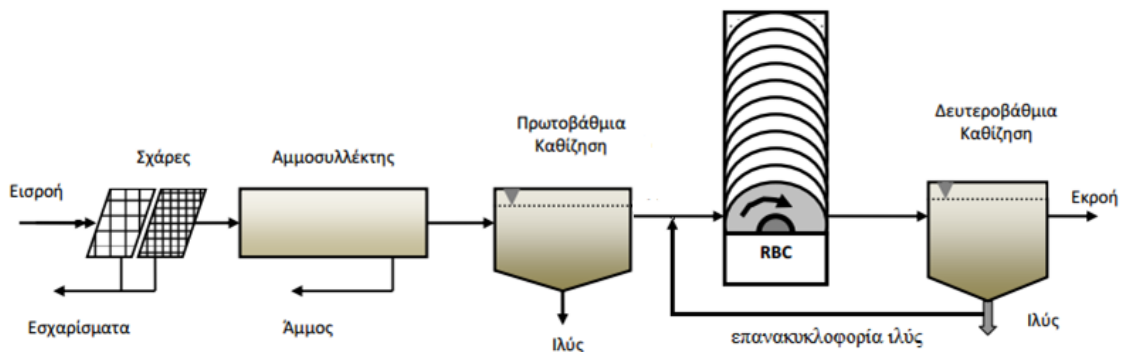 Εισροή
Σχάρες
Εσχαρίσματα
Αμμοσυλλέκτης
Άμμος
Πρωτοβάθμια
Καθίζηση
Ιλύς
RBC
επανακυκλοφορία ιλύς
Δευτεροβάθμια
Καθίζηση
Ιλύς
Εκροή